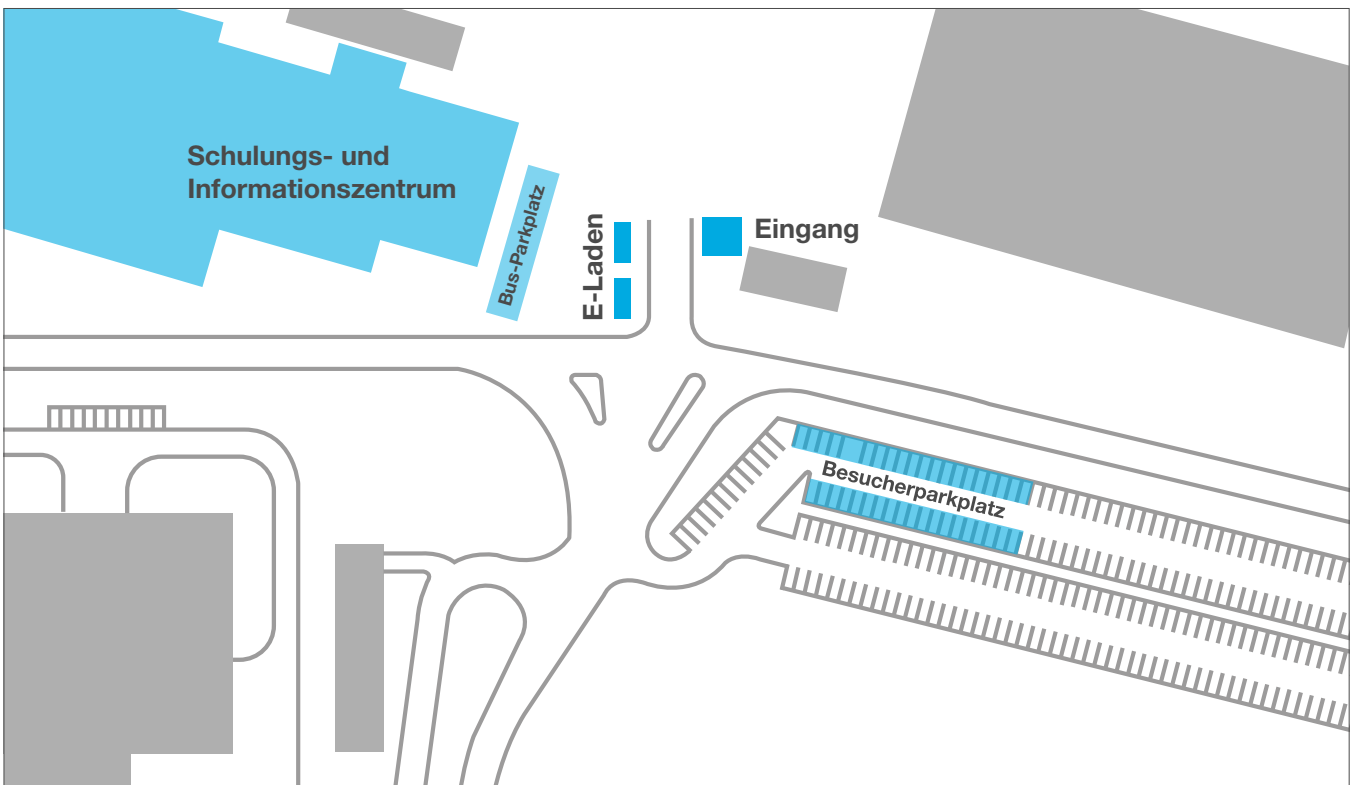 Schulungs- und
Informationszentrum
Bus-Parkplatz
E-Laden
Eingang
Besucherparkplatz